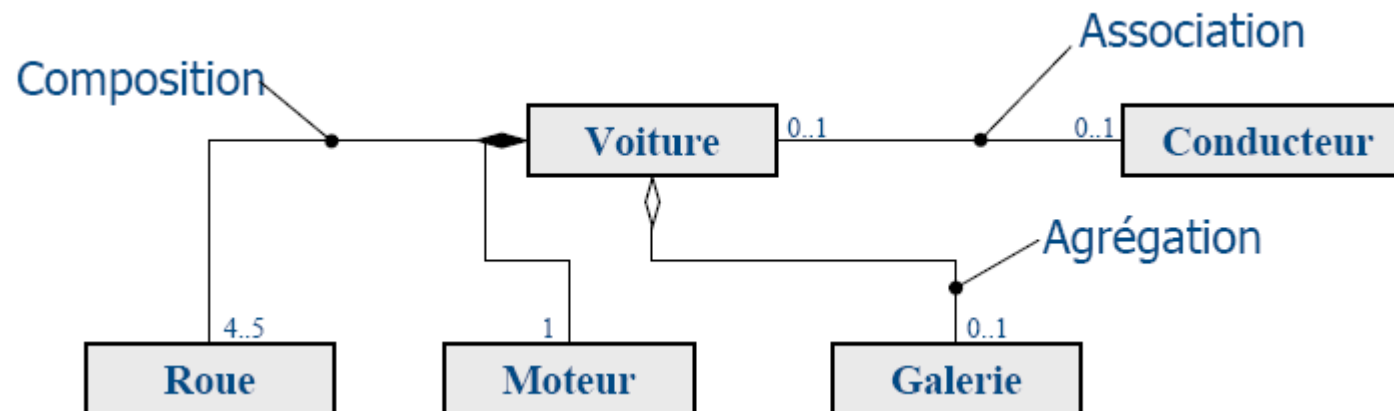 Association
Composition
Voiture
0..1
0..1
Conducteur
Agrégation
4..5
1
0..1
Roue
Moteur
Galerie